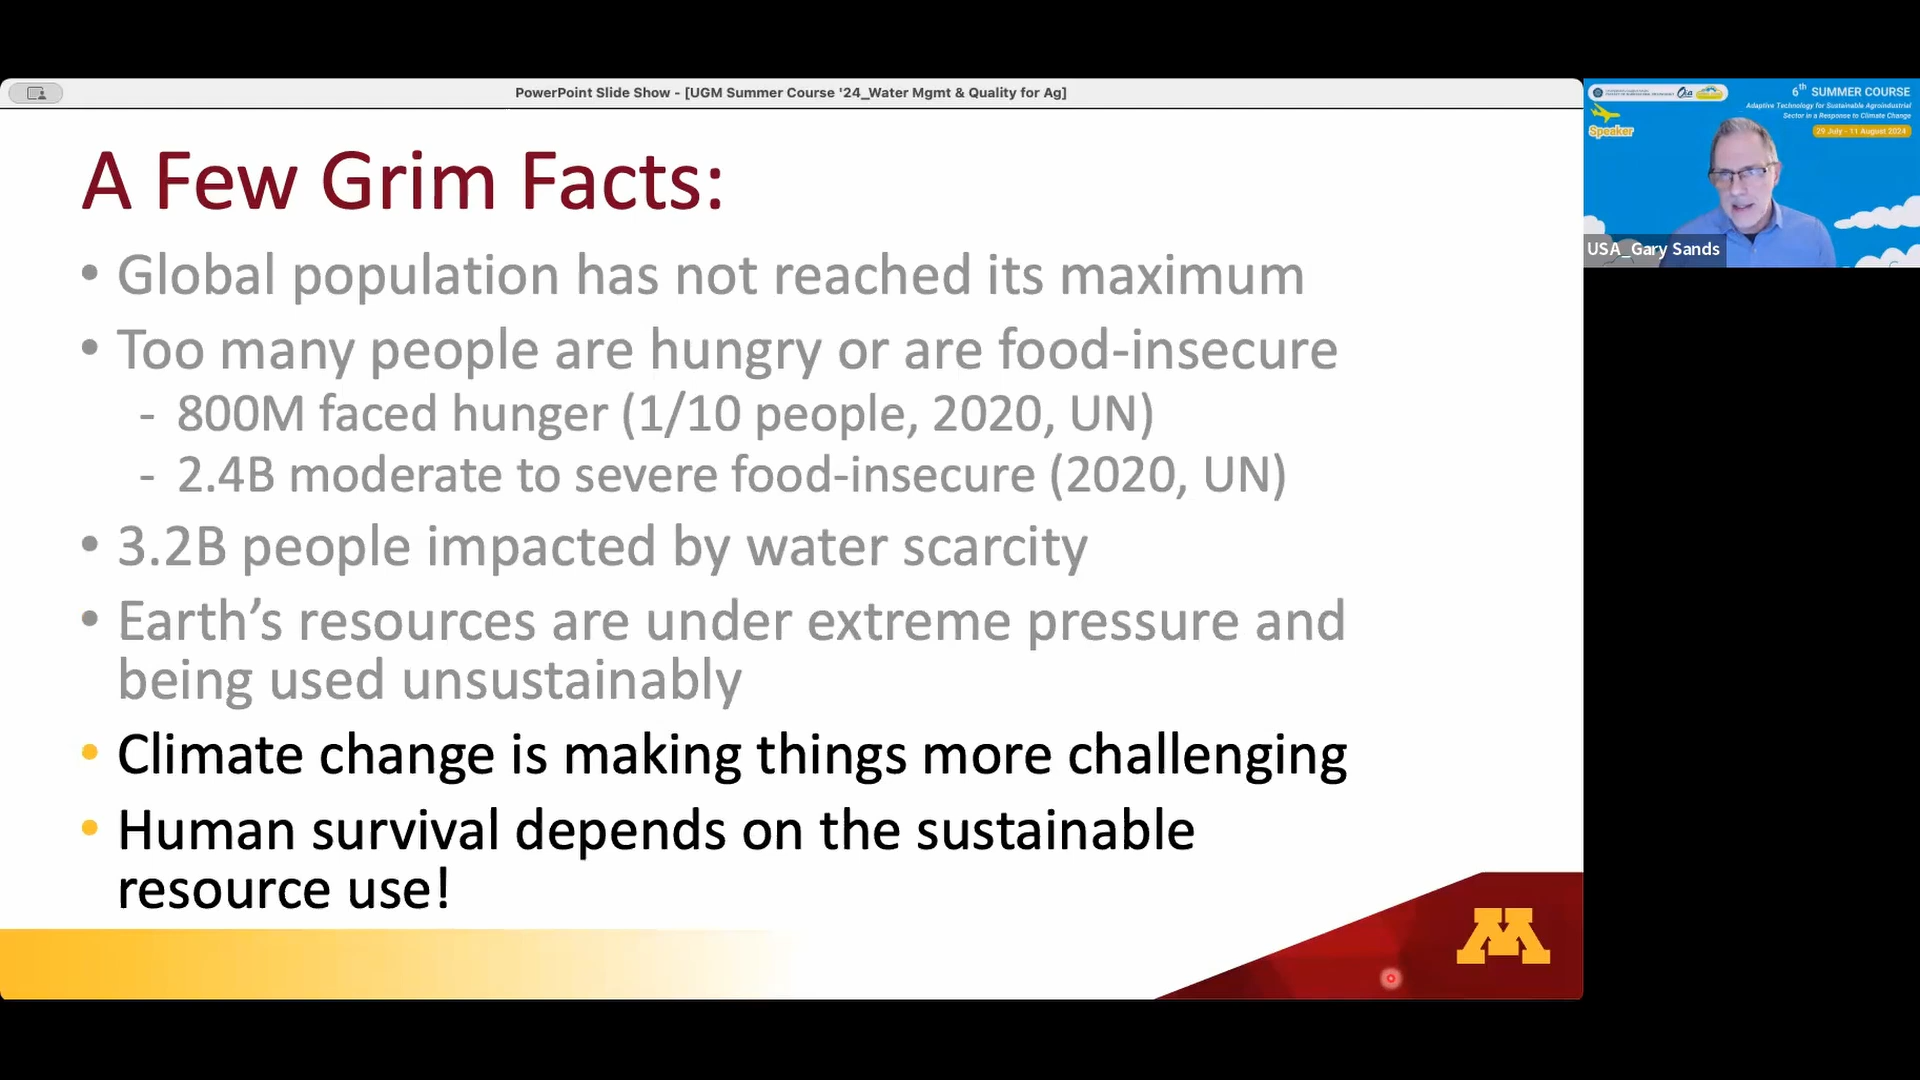 PowerPoint Slide Show - [UGM Summer Course '24_Water Mgmt & Quality for Ag]
A Few Grim Facts:
• Global population has not reached its maximum
• Too many people are hungry or are food-insecure
- 800M faced hunger (1/10 people, 2020, UN)
- 2.4B moderate to severe food-insecure (2020, UN)
• 3.2B people impacted by water scarcity
• Earth’s resources are under extreme pressure and
being used unsustainably
• Climate change is making things more challenging
• Human survival depends on the sustainable
resource use!
M
6th SUMMER COURSE
Adaptive Technology for Sustainable Agroindustrial
Sector in a Response to Climate Change
29 July - 11 August 2024
Speaker
USA_Gary Sands